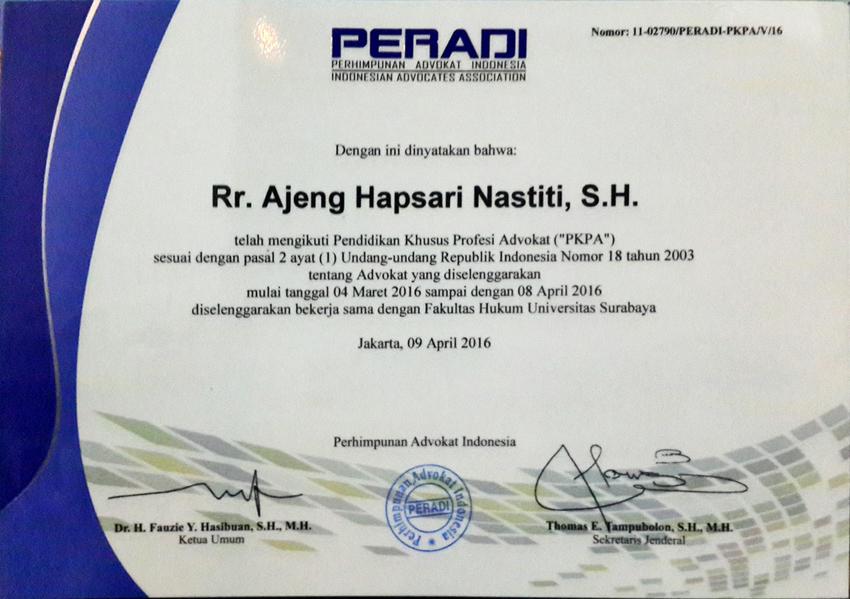 PERADI
PERHIMPUNAN ADVOKAT INDONESIA
INDONESIAN ADVOCATES ASSOCIATION
Nomor: 11-02790/PERADI-PKPA/V/16
Dengan ini dinyatakan bahwa:
Rr. Ajeng Hapsari Nastiti, S.H.
telah mengikuti Pendidikan Khusus Profesi Advokat ("PKPA")
sesuai dengan pasal 2 ayat (1) Undang-undang Republik Indonesia Nomor 18 tahun 2003
tentang Advokat yang diselenggarakan
mulai tanggal 04 Maret 2016 sampai dengan 08 April 2016
diselenggarakan bekerja sama dengan Fakultas Hukum Universitas Surabaya
Jakarta, 09 April 2016
Perhimpunan Advokat Indonesia
Perhimpunan Advokat Indonesia
PERADI
Dr. H. Fauzie Y. Hasibuan, S.H., M.H.
Ketua Umum
Thomas E. Tampubolon, S.H., M.H.
Sekretaris Jenderal